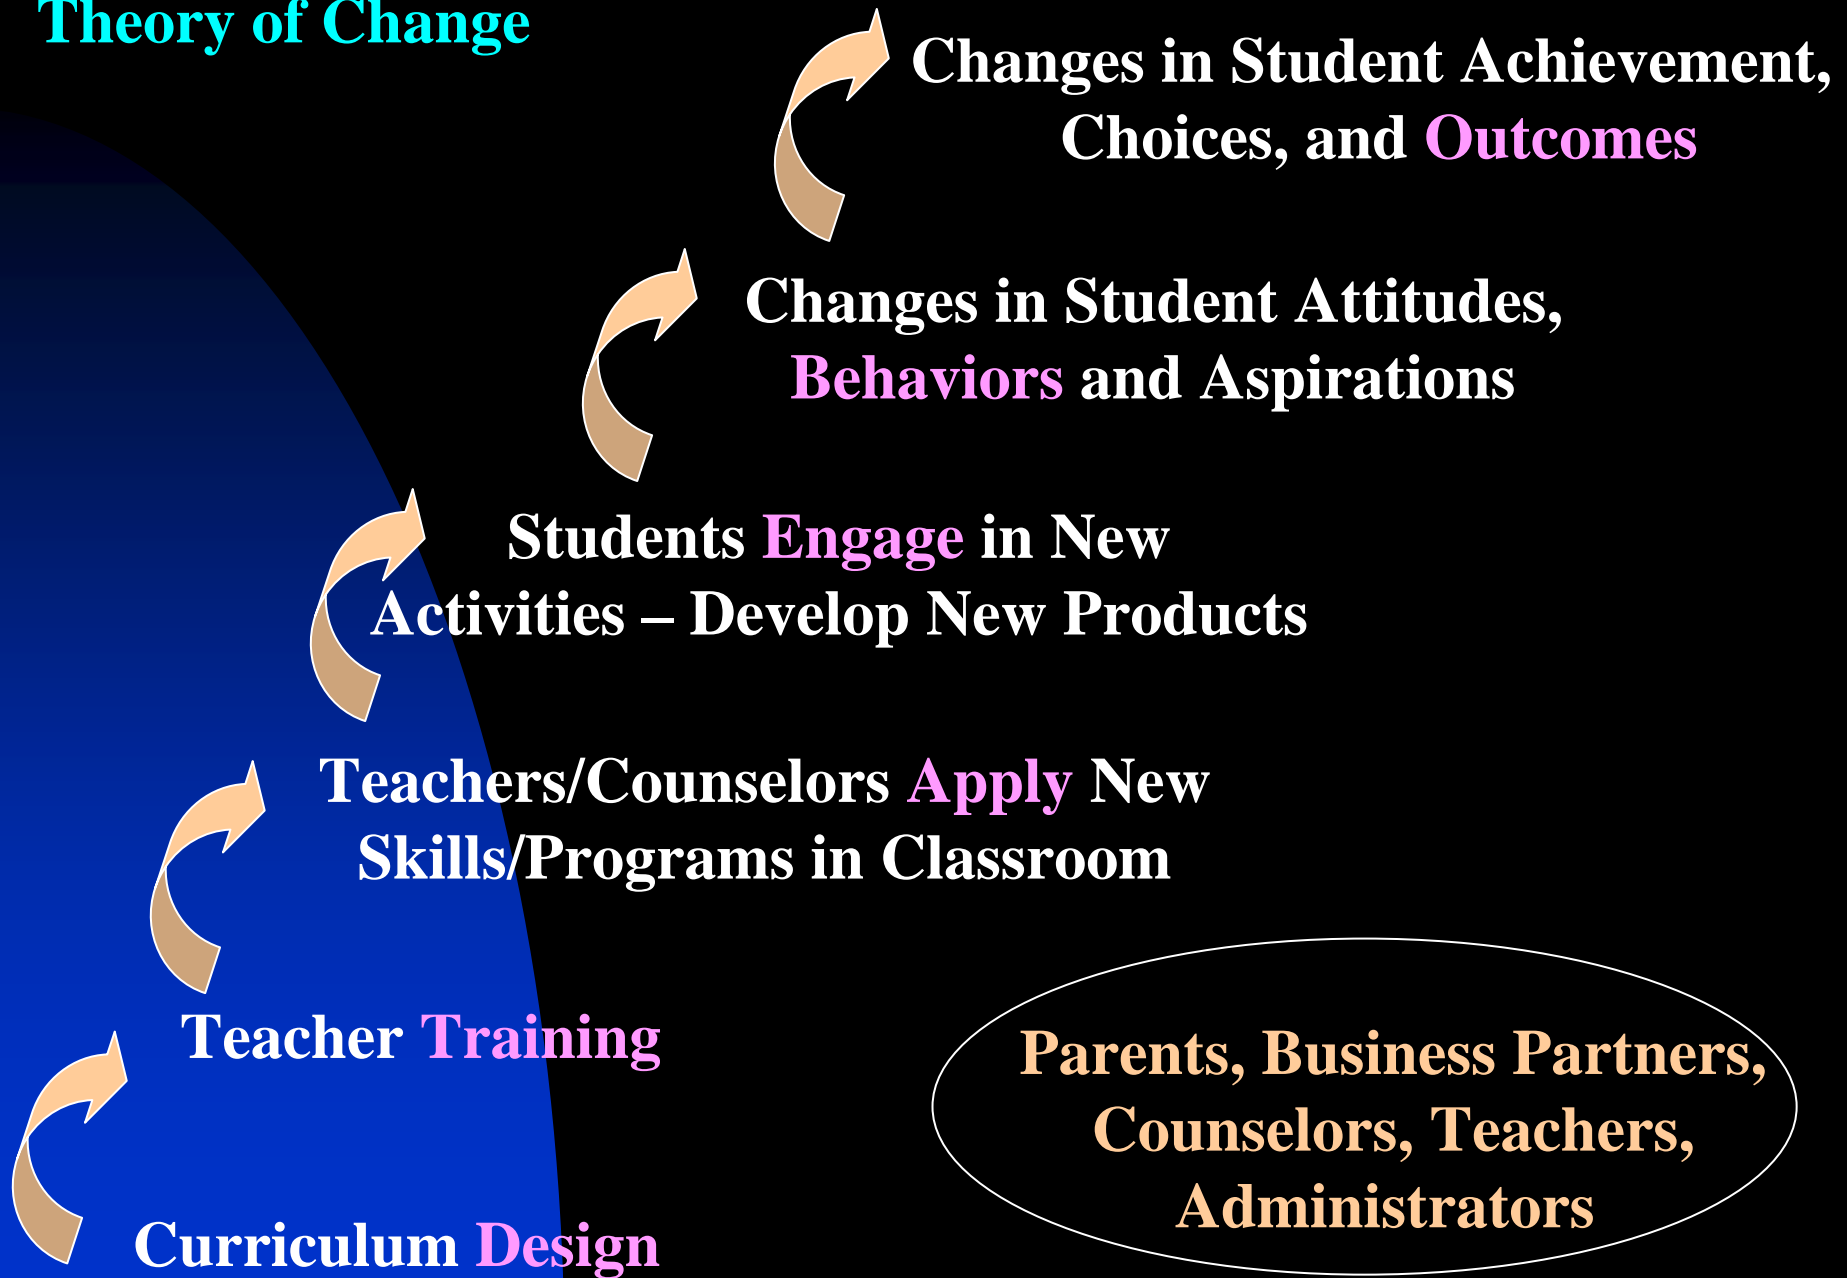 Theory of Change
Changes in Student Achievement,
Choices, and Outcomes
Changes in Student Attitudes,
Behaviors and Aspirations
Students Engage in New
Activities – Develop New Products
Teachers/Counselors Apply New
Skills/Programs in Classroom
Teacher Training
Curriculum Design
Parents, Business Partners,
Counselors, Teachers,
Administrators